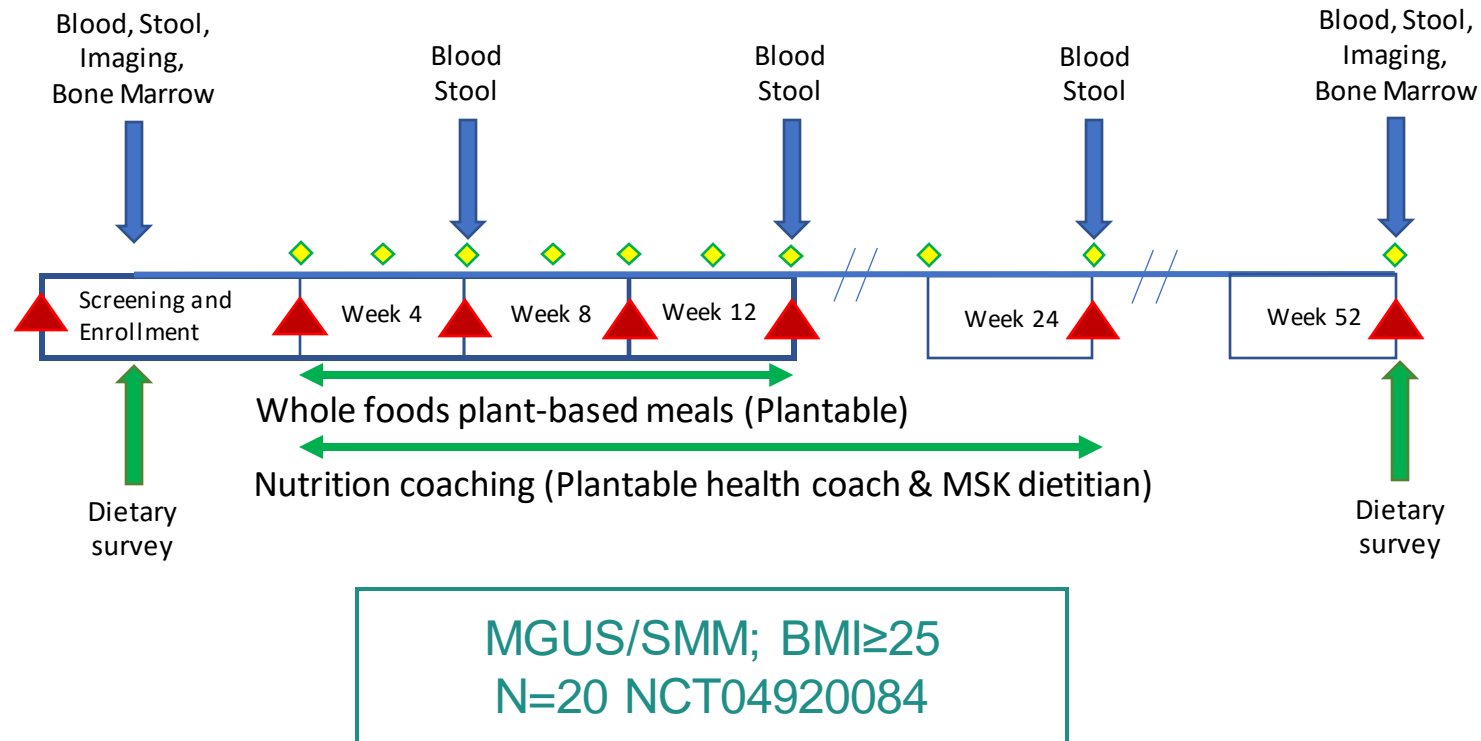 Blood, Stool,
Imaging,
Bone Marrow
Blood
Stool
Blood
Stool
Blood
Stool
Blood, Stool,
Imaging,
Bone Marrow
Screening and
Enrollment
Week 4
Week 8
Week 12
Week 24
Week 52
Whole foods plant-based meals (Plantable)
Nutrition coaching (Plantable health coach & MSK dietitian)
Dietary
survey
Dietary
survey
MGUS/SMM; BMI≥25
N=20 NCT04920084